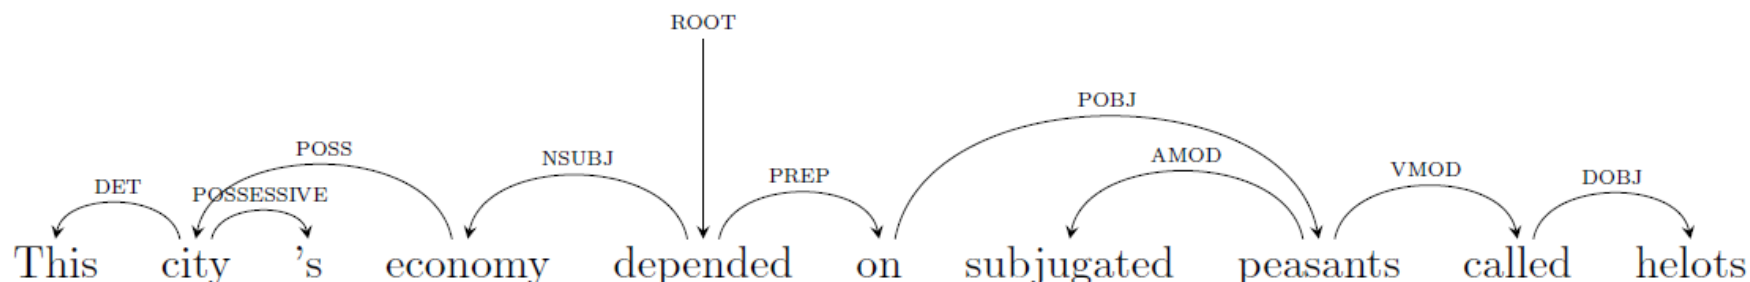 ROOT
POBJ
POSS NSUBJ AMOD
DET POSSESSIVE PREP VMOD DOBJ
This city 's economy depended on subjugated peasants called helots